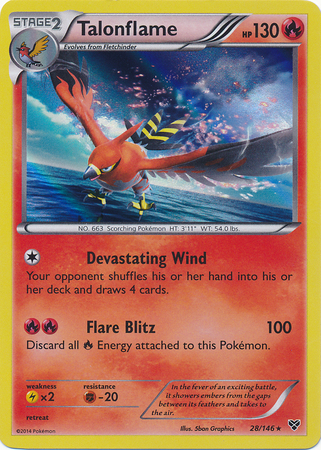 STAGE2
Talonflame
HP130
Evolves from Fletchinder
NO. 663 Scorching Pokémon HT: 3'11" WT: 54.0 lbs.
Devastating Wind
Your opponent shuffles his or her hand into his or
her deck and draws 4 cards.
Flare Blitz 100
Discard all Energy attached to this Pokémon.
weakness resistance
×2 -20
retreat
In the fever of an exciting battle,
it showers embers from the gaps
between its feathers and takes to
the air.
©2014 Pokémon
Illus. 5ban Graphics
28/146★
XY